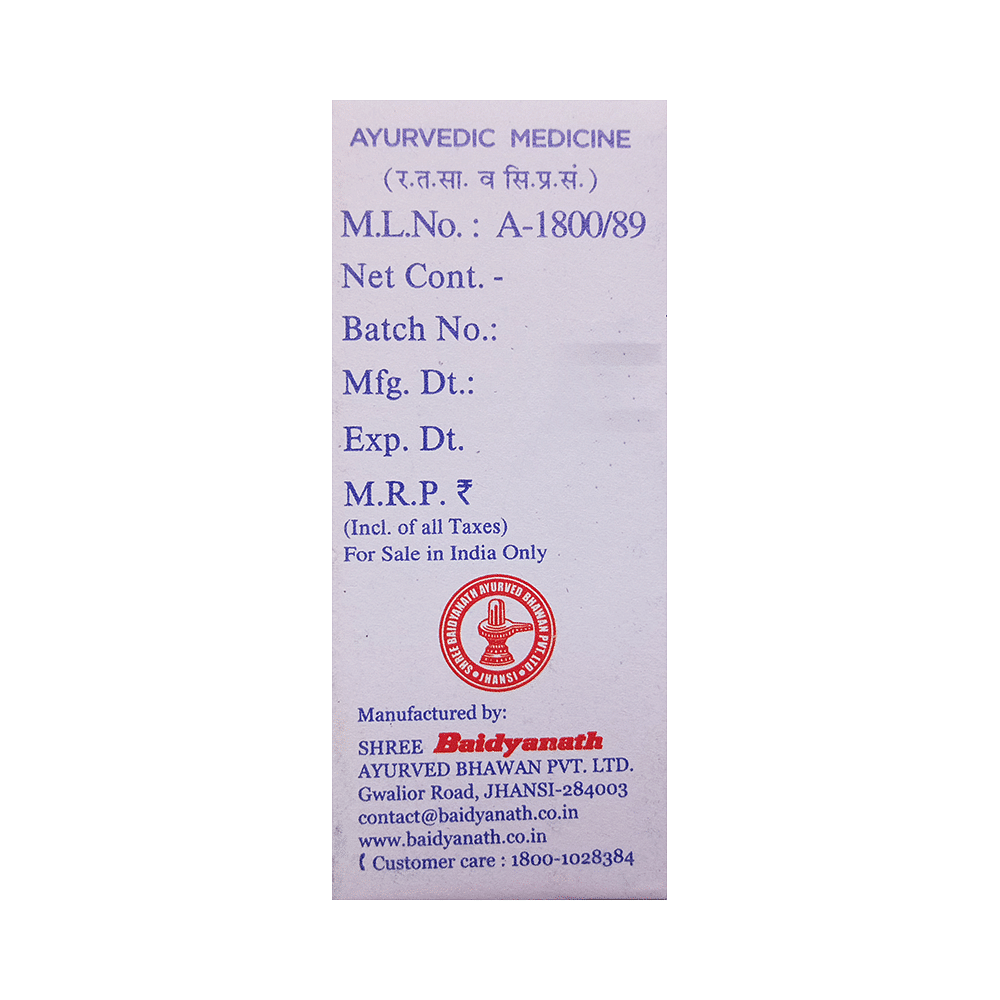 AYURVEDIC MEDICINE
(र.त.सा. व सि.प्र.सं.)
M.L.No. : A-1800/89
Net Cont. -
Batch No.:
Mfg. Dt.:
Exp. Dt.
M.R.P. ₹
(Incl. of all Taxes)
For Sale in India Only
SHREE BAIDYANATH AYURVED BHAWAN PVT. LTD.
• JHANSI •
Manufactured by:
SHREE Baidyanath
AYURVED BHAWAN PVT. LTD.
Gwalior Road, JHANSI-284003
contact@baidyanath.co.in
www.baidyanath.co.in
Customer care : 1800-1028384